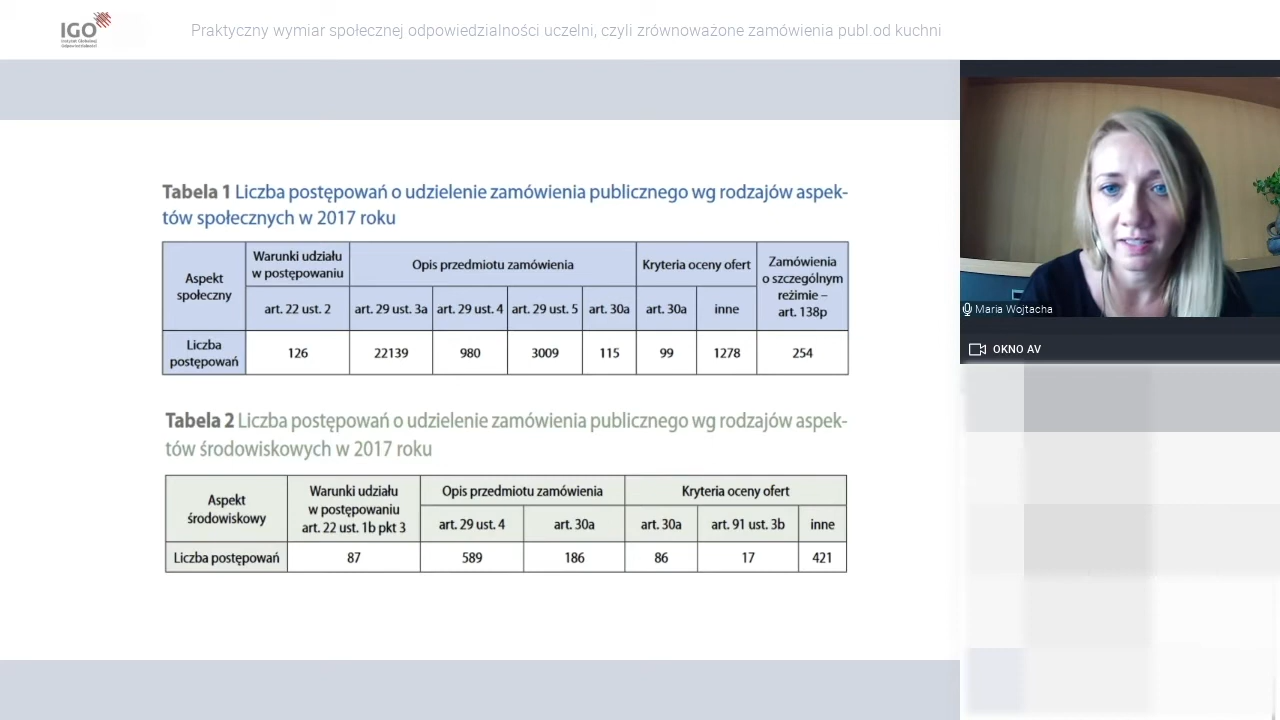 IGO
Instytut Globalnej
Odpowiedzialności
Praktyczny wymiar społecznej odpowiedzialności uczelni, czyli zrównoważone zamówienia publ.od kuchni
Tabela 1 Liczba postępowań o udzielenie zamówienia publicznego wg rodzajów aspek-
tów społecznych w 2017 roku
Aspekt
społeczny
Warunki udziału
w postępowaniu
Opis przedmiotu zamówienia
Kryteria oceny ofert
Zamówienia
o szczególnym
reżimie –
art. 138p
art. 22 ust. 2
art. 29 ust. 3a
art. 29 ust. 4
art. 29 ust. 5
art. 30a
art. 30a
inne
Liczba
postępowań
126
22139
980
3009
115
99
1278
254
Tabela 2 Liczba postępowań o udzielenie zamówienia publicznego wg rodzajów aspek-
tów środowiskowych w 2017 roku
Aspekt
środowiskowy
Warunki udziału
w postępowaniu
art. 22 ust. 1b pkt 3
Opis przedmiotu zamówienia
Kryteria oceny ofert
art. 29 ust. 4
art. 30a
art. 30a
art. 91 ust. 3b
inne
Liczba postępowań
87
589
186
86
17
421
Maria Wojtacha
OKNO AV